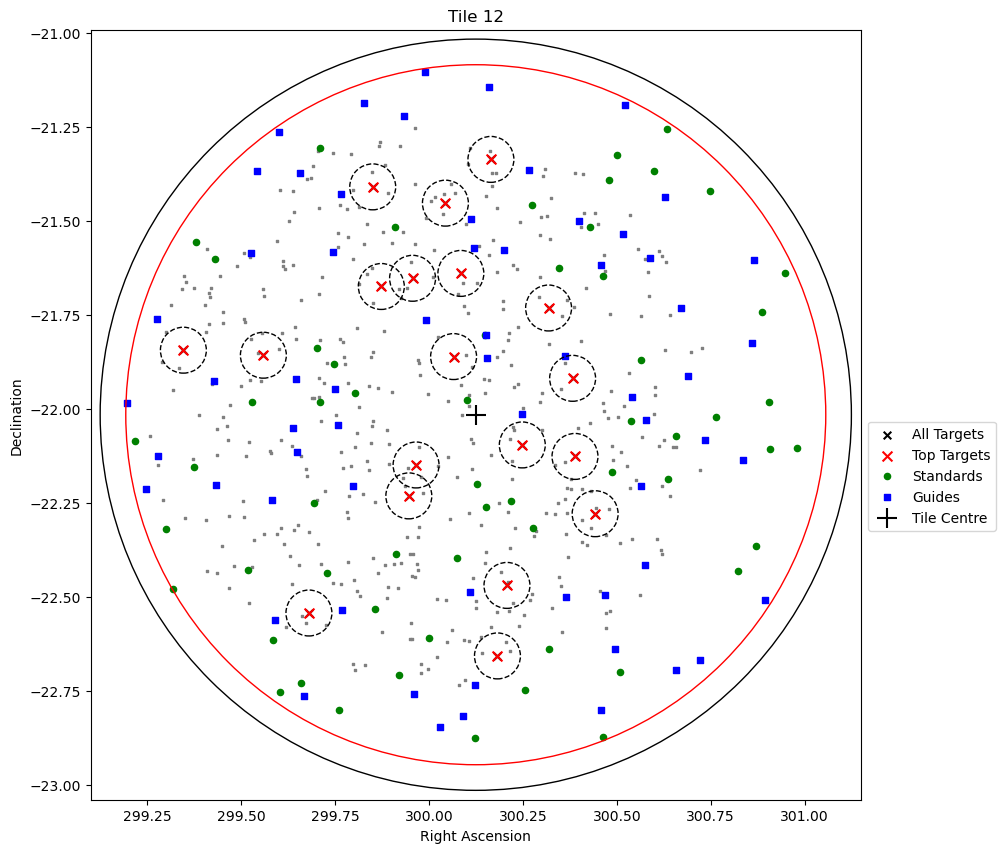 Tile 12
−21.00
−21.25
−21.50
−21.75
−22.00
−22.25
−22.50
−22.75
−23.00
Declination
299.25 299.50 299.75 300.00 300.25 300.50 300.75 301.00
Right Ascension
All Targets
Top Targets
Standards
Guides
Tile Centre